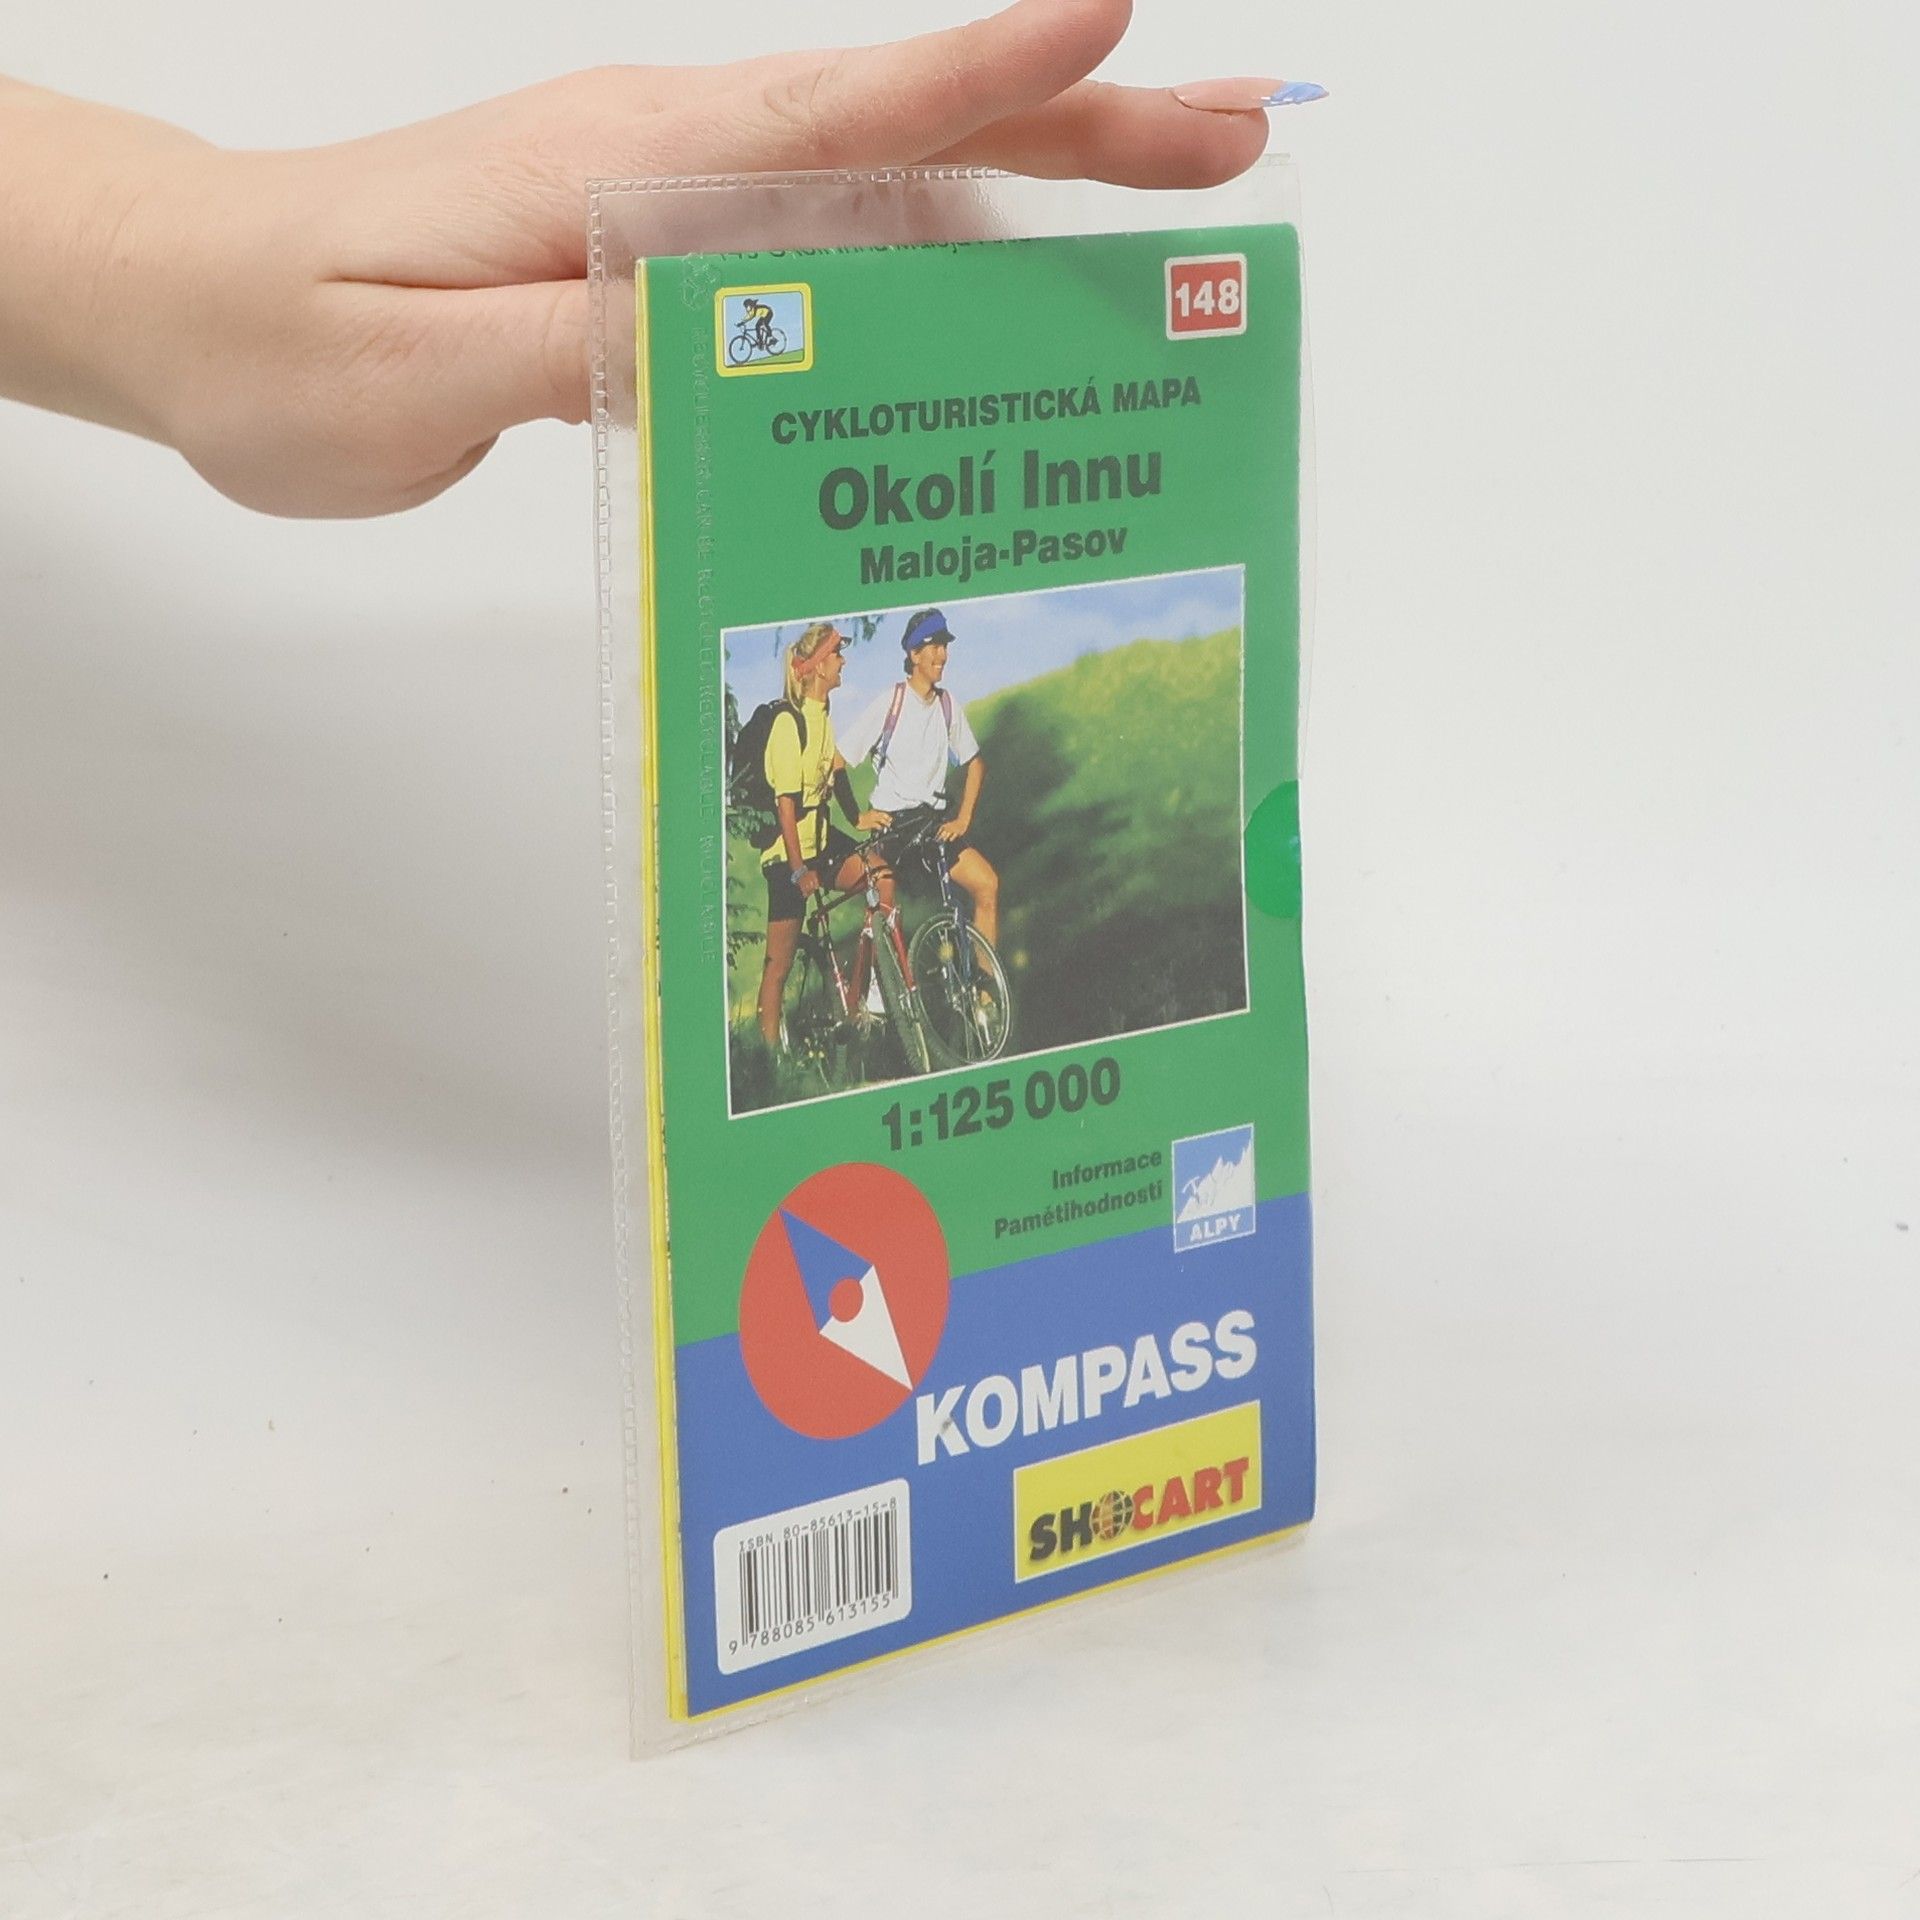 148
CYKLOTURISTICKÁ MAPA
Okolí Innu
Maloja-Pasov
1:125 000
Informace
Pamětihodnosti
ALPY
KOMPASS
SHOCART
ISBN 80-85613-15-8
9 788085 613155